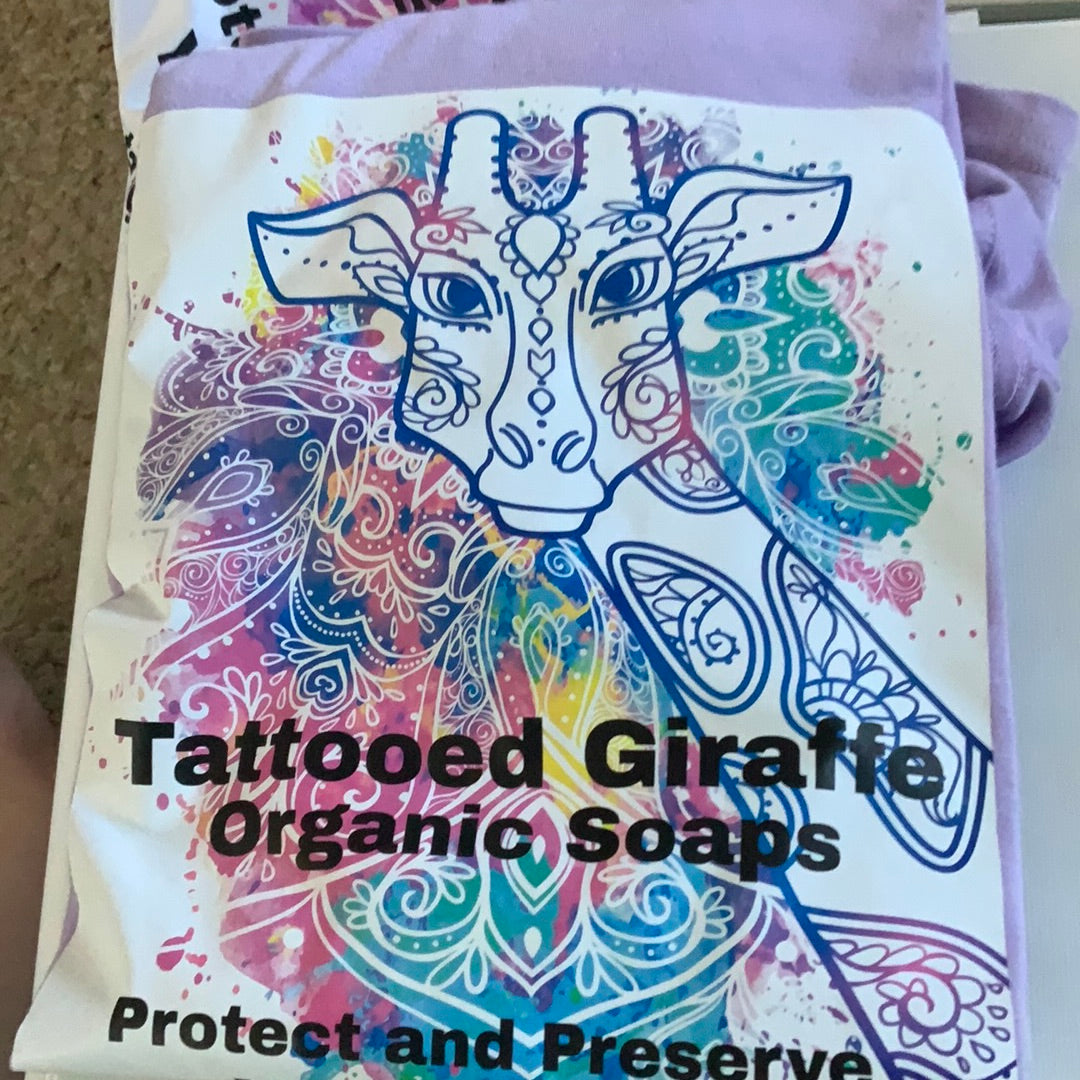 Tattooed Giraffe
Organic Soaps
Protect and Preserve